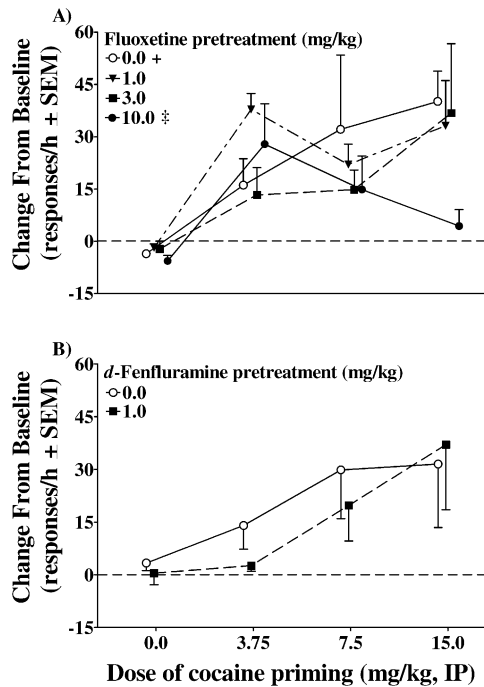 A)
Fluoxetine pretreatment (mg/kg)
0.0 +
1.0
3.0
10.0 ‡
Change From Baseline
(responses/h ± SEM)
60
45
30
15
0
-15
B)
d-Fenfluramine pretreatment (mg/kg)
0.0
1.0
Change From Baseline
(responses/h ± SEM)
60
45
30
15
0
-15
0.0 3.75 7.5 15.0
Dose of cocaine priming (mg/kg, IP)